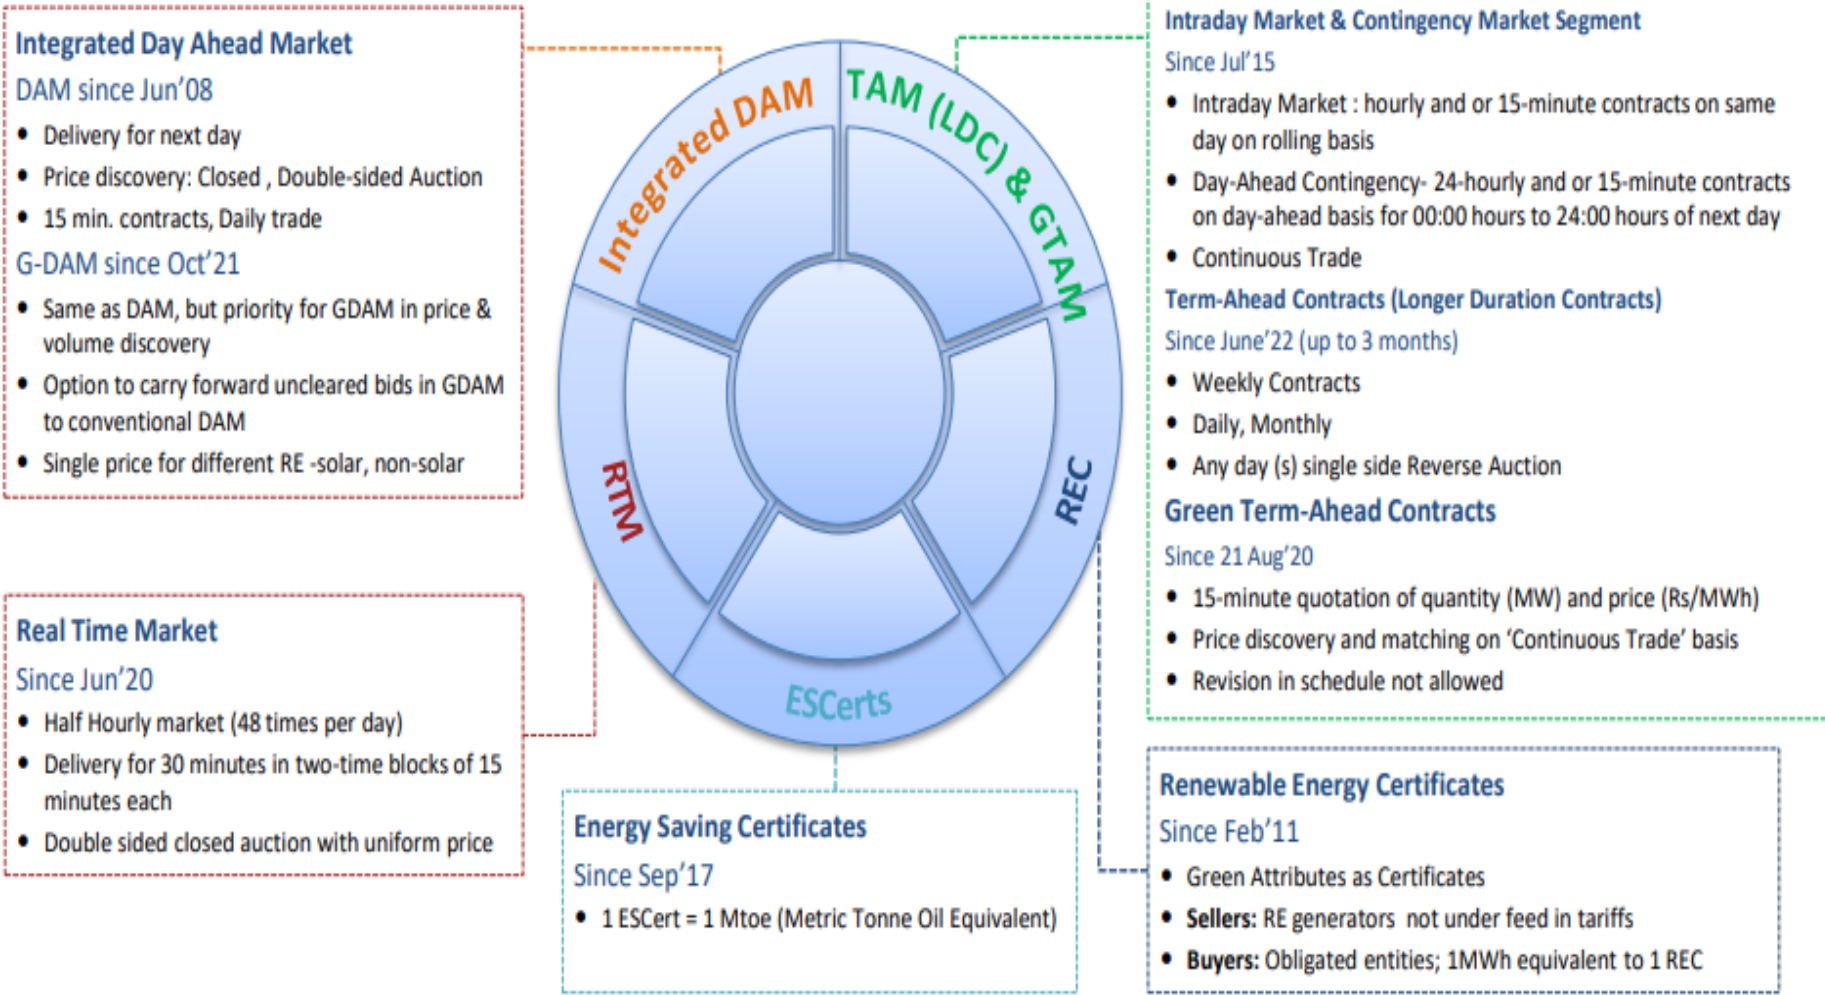 Integrated Day Ahead Market
DAM since Jun'08
• Delivery for next day
• Price discovery: Closed , Double-sided Auction
• 15 min. contracts, Daily trade
G-DAM since Oct'21
• Same as DAM, but priority for GDAM in price &
volume discovery
• Option to carry forward uncleared bids in GDAM
to conventional DAM
• Single price for different RE -solar, non-solar
Real Time Market
Since Jun'20
• Half Hourly market (48 times per day)
• Delivery for 30 minutes in two-time blocks of 15
minutes each
• Double sided closed auction with uniform price
Integrated DAM
TAM (LDC) & GTAM
RTM
REC
ESCerts
Energy Saving Certificates
Since Sep'17
• 1 ESCert = 1 Mtoe (Metric Tonne Oil Equivalent)
Intraday Market & Contingency Market Segment
Since Jul'15
• Intraday Market : hourly and or 15-minute contracts on same
day on rolling basis
• Day-Ahead Contingency- 24-hourly and or 15-minute contracts
on day-ahead basis for 00:00 hours to 24:00 hours of next day
• Continuous Trade
Term-Ahead Contracts (Longer Duration Contracts)
Since June'22 (up to 3 months)
• Weekly Contracts
• Daily, Monthly
• Any day (s) single side Reverse Auction
Green Term-Ahead Contracts
Since 21 Aug'20
• 15-minute quotation of quantity (MW) and price (Rs/MWh)
• Price discovery and matching on ‘Continuous Trade’ basis
• Revision in schedule not allowed
Renewable Energy Certificates
Since Feb'11
• Green Attributes as Certificates
• Sellers: RE generators not under feed in tariffs
• Buyers: Obligated entities; 1MWh equivalent to 1 REC